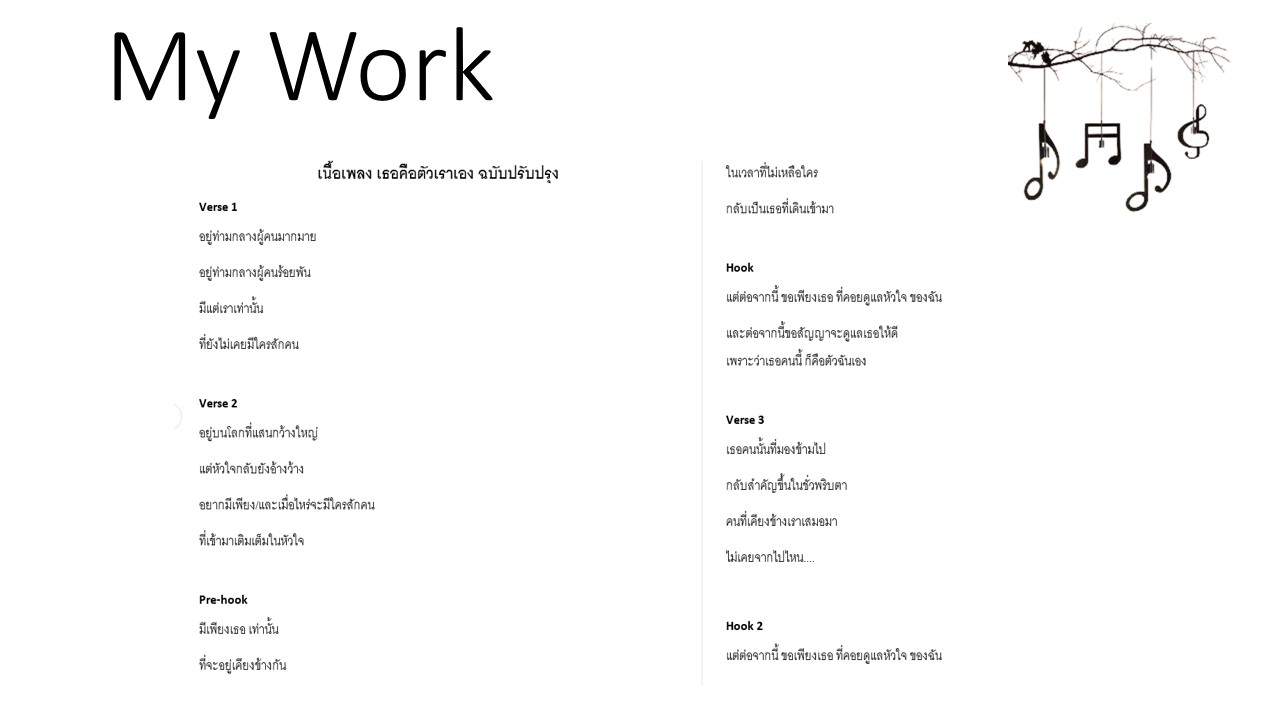 My Work
เนื้อเพลง เธอคือตัวเราเอง ฉบับปรับปรุง
Verse 1
อยู่ท่ามกลางผู้คนมากมาย
อยู่ท่ามกลางผู้คนร้อยพัน
มีแต่เราเท่านั้น
ที่ยังไม่เคยมีใครสักคน
Verse 2
อยู่บนโลกที่แสนกว้างใหญ่
แต่หัวใจกลับยังอ้างว้าง
อยากมีเพียง/และเมื่อไหร่จะมีใครสักคน
ที่เข้ามาเติมเต็มในหัวใจ
Pre-hook
มีเพียงเธอ เท่านั้น
ที่จะอยู่เคียงข้างกัน
ในเวลาที่ไม่เหลือใคร
กลับเป็นเธอที่เดินเข้ามา
Hook
แต่ต่อจากนี้ ขอเพียงเธอ ที่คอยดูแลหัวใจ ของฉัน
และต่อจากนี้ขอสัญญาจะดูแลเธอให้ดี
เพราะว่าเธอคนนี้ ก็คือตัวฉันเอง
Verse 3
เธอคนนั้นที่มองข้ามไป
กลับสำคัญขึ้นในชั่วพริบตา
คนที่เคียงข้างเราเสมอมา
ไม่เคยจากไปไหน....
Hook 2
แต่ต่อจากนี้ ขอเพียงเธอ ที่คอยดูแลหัวใจ ของฉัน